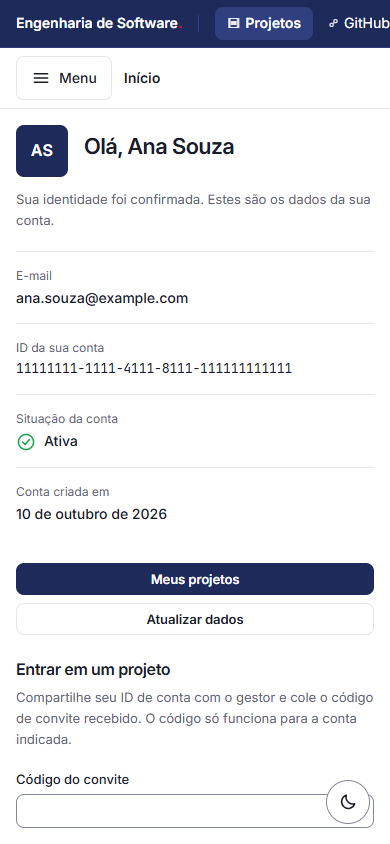 Engenharia de Software
Projetos
GitHub
Menu
Início
AS
Olá, Ana Souza
Sua identidade foi confirmada. Estes são os dados da sua
conta.
E-mail
ana.souza@example.com
ID da sua conta
11111111-1111-4111-8111-111111111111
Situação da conta
Ativa
Conta criada em
10 de outubro de 2026
Meus projetos
Atualizar dados
Entrar em um projeto
Compartilhe seu ID de conta com o gestor e cole o código
de convite recebido. O código só funciona para a conta
indicada.
Código do convite